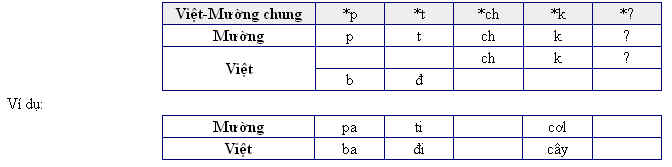 Việt-Mường chung *p *t *ch *k *?
Mường p t ch k ?
Việt ch k ?
b đ
Ví dụ:
Mường pa ti cơl
Việt ba đi cây